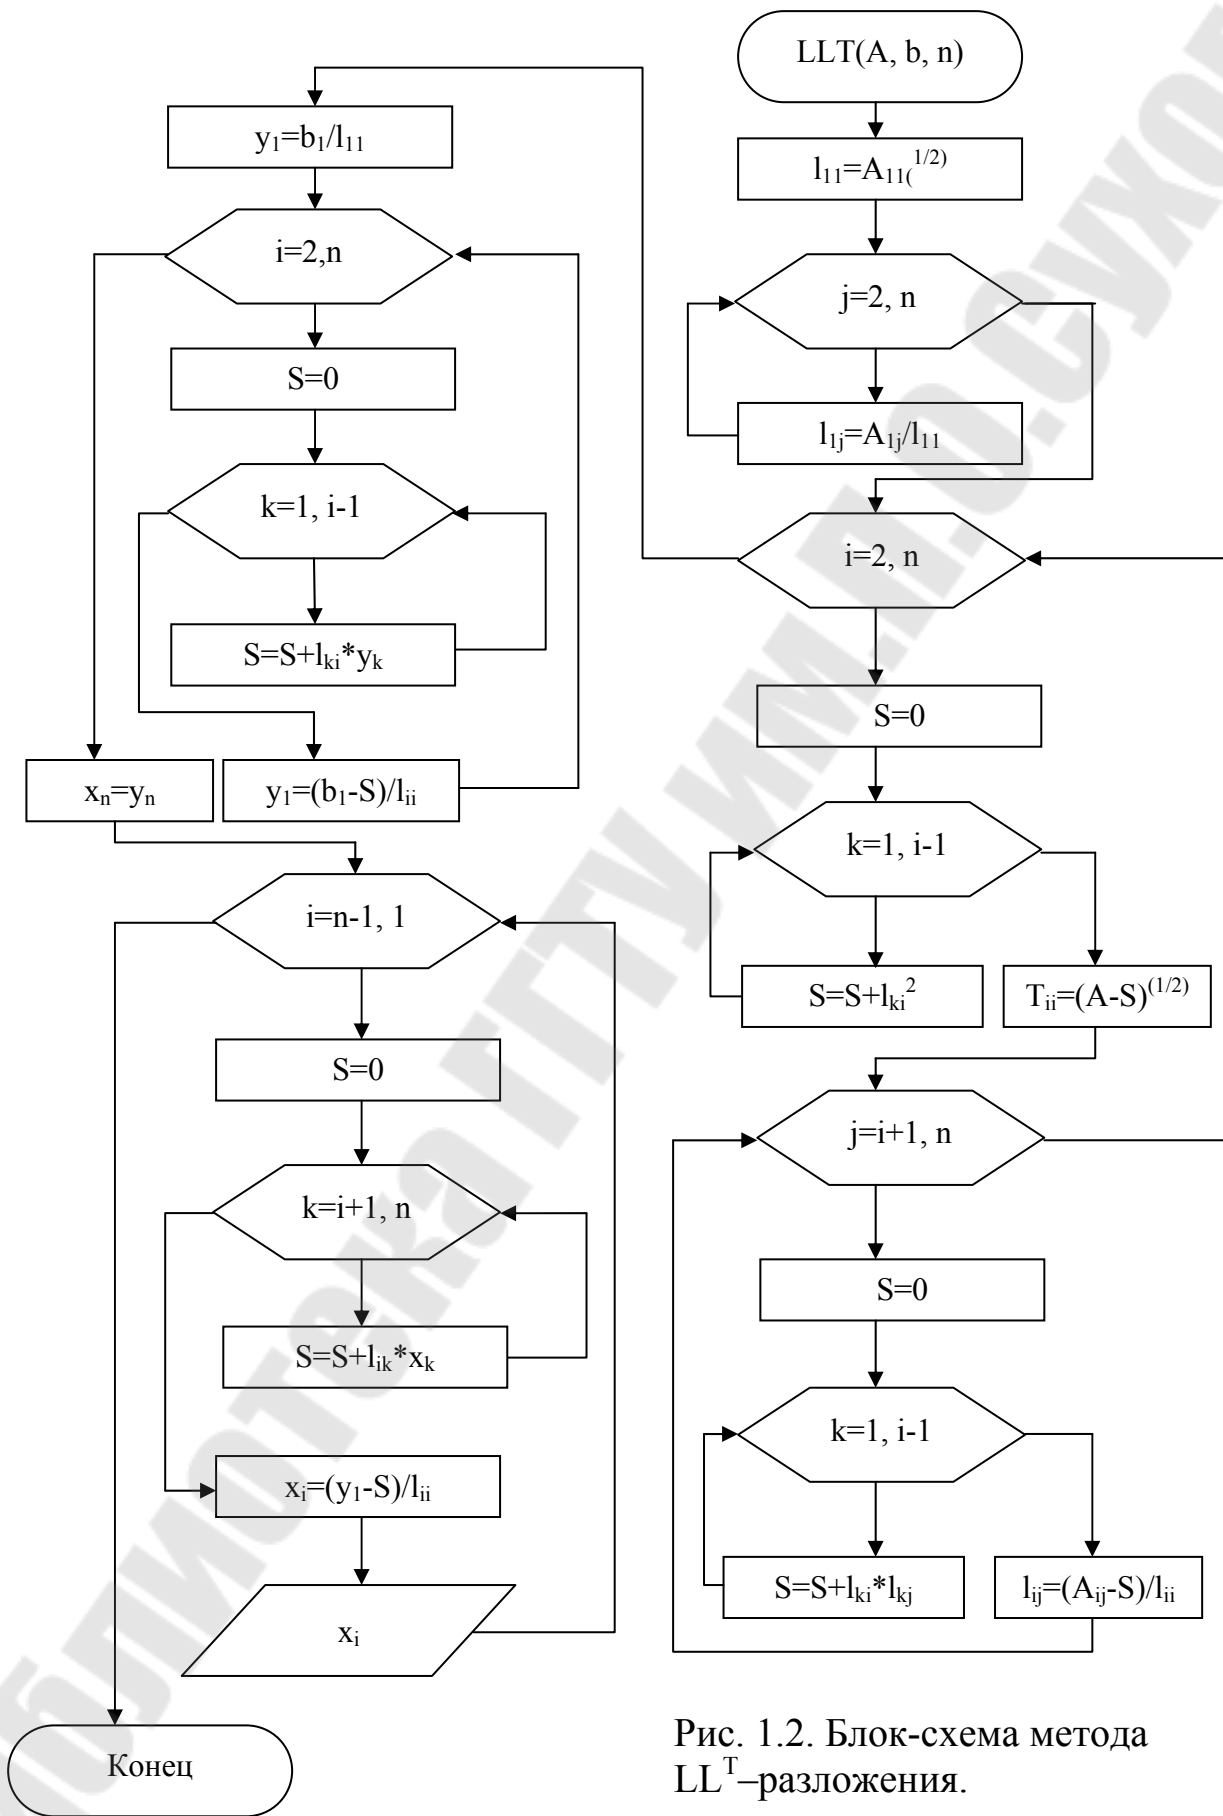 LLT(A, b, n)
l₁₁=A₁₁₍⁽¹/²⁾
j=2, n
l₁ⱼ=A₁ⱼ/l₁₁
i=2, n
S=0
k=1, i-1
S=S+lₖᵢ²
Tᵢᵢ=(A-S)⁽¹/²⁾
j=i+1, n
S=0
k=1, i-1
S=S+lₖᵢ*lₖⱼ
lᵢⱼ=(Aᵢⱼ-S)/lᵢᵢ
y₁=b₁/l₁₁
i=2,n
S=0
k=1, i-1
S=S+lₖᵢ*yₖ
y₁=(b₁-S)/lᵢᵢ
xₙ=yₙ
i=n-1, 1
S=0
k=i+1, n
S=S+lᵢₖ*xₖ
xᵢ=(y₁-S)/lᵢᵢ
xᵢ
Конец
Рис. 1.2. Блок-схема метода
LLᵀ–разложения.